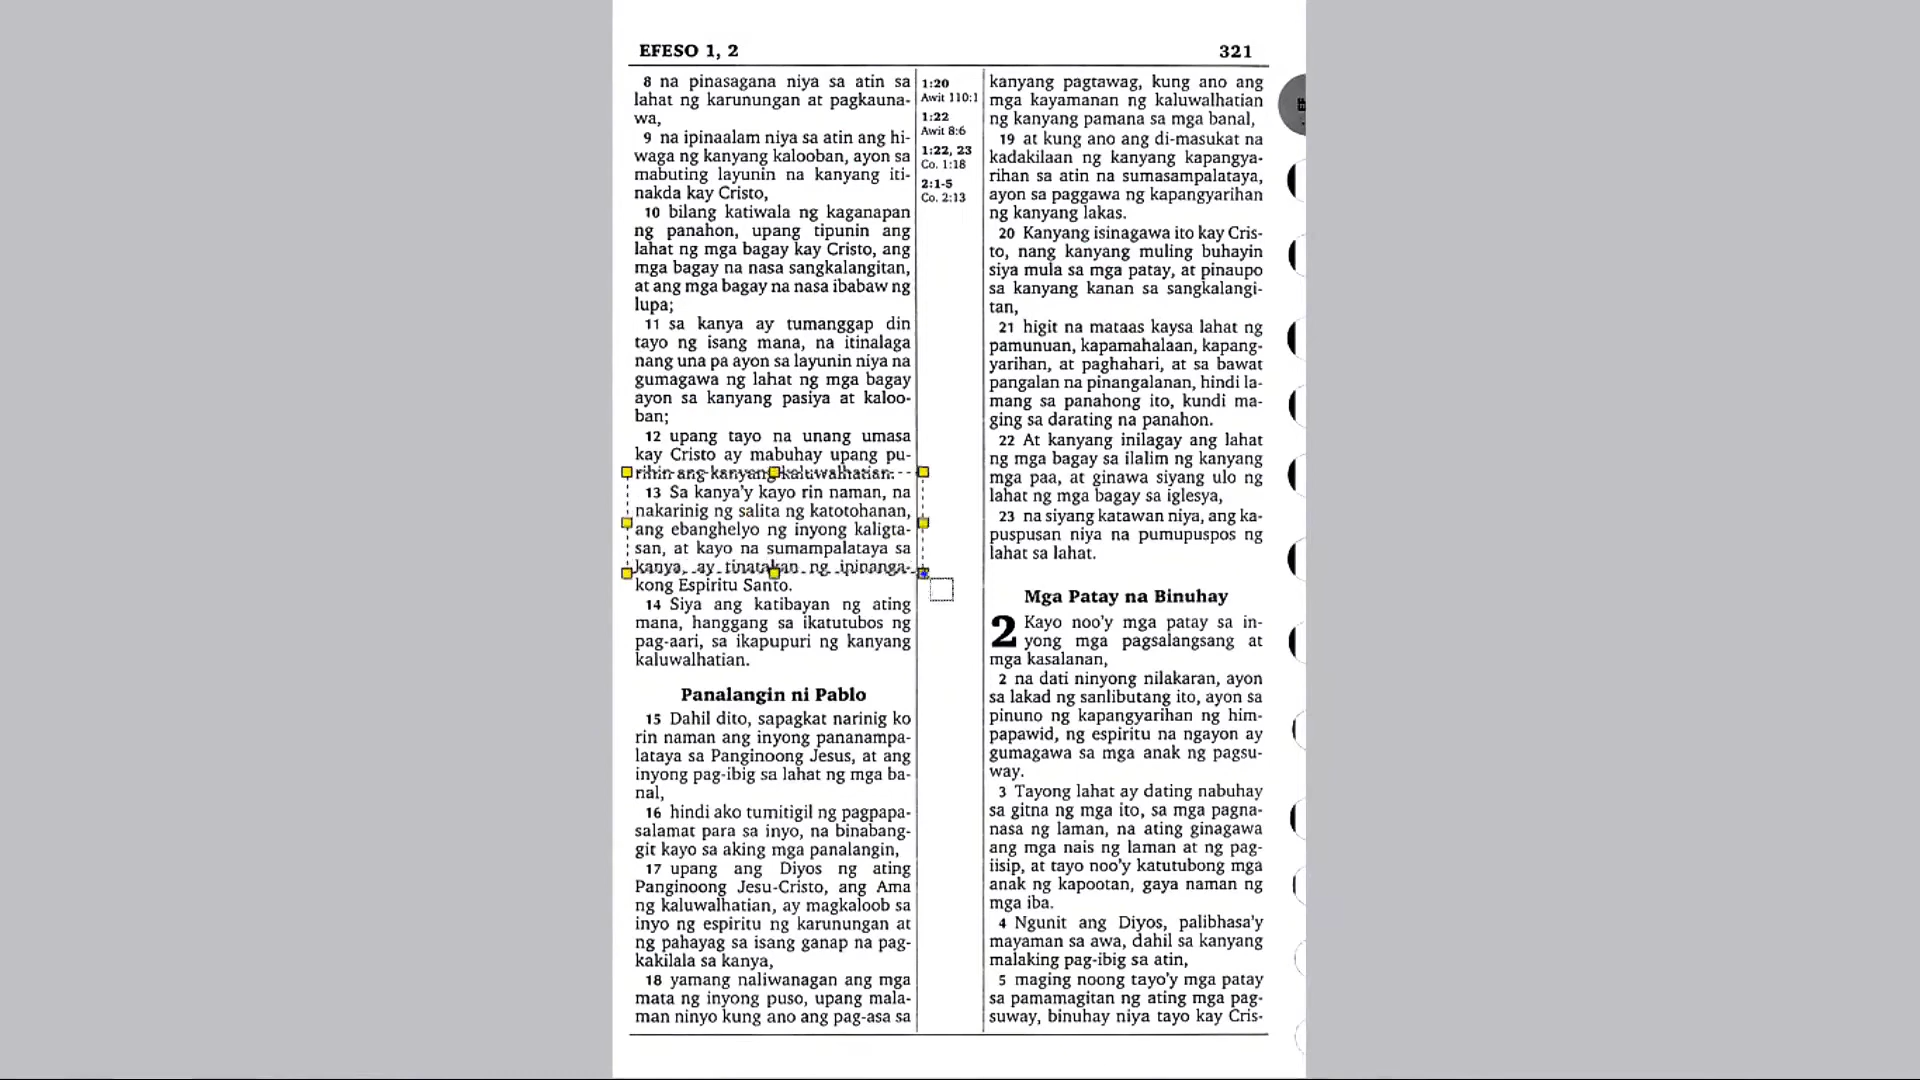 EFESO 1, 2
321
8 na pinasagana niya sa atin sa
lahat ng karunungan at pagkauna-
wa,
9 na ipinaalam niya sa atin ang hi-
waga ng kanyang kalooban, ayon sa
mabuting layunin na kanyang iti-
nakda kay Cristo,
10 bilang katiwala ng kaganapan
ng panahon, upang tipunin ang
lahat ng mga bagay kay Cristo, ang
mga bagay na nasa sangkalangitan,
at ang mga bagay na nasa ibabaw ng
lupa;
11 sa kanya ay tumanggap din
tayo ng isang mana, na itinalaga
nang una pa ayon sa layunin niya na
gumagawa ng lahat ng mga bagay
ayon sa kanyang pasiya at kaloo-
ban;
12 upang tayo na unang umasa
kay Cristo ay mabuhay upang pu-
rihin ang kanyang kaluwalhatian.
13 Sa kanya'y kayo rin naman, na
nakarinig ng salita ng katotohanan,
ang ebanghelyo ng inyong kaligta-
san, at kayo na sumampalataya sa
kanya, ay tinatakan ng ipinanga-
kong Espiritu Santo.
14 Siya ang katibayan ng ating
mana, hanggang sa ikatutubos ng
pag-aari, sa ikapupuri ng kanyang
kaluwalhatian.
Panalangin ni Pablo
15 Dahil dito, sapagkat narinig ko
rin naman ang inyong pananampa-
lataya sa Panginoong Jesus, at ang
inyong pag-ibig sa lahat ng mga ba-
nal,
16 hindi ako tumitigil ng pagpapa-
salamat para sa inyo, na binabang-
git kayo sa aking mga panalangin,
17 upang ang Diyos ng ating
Panginoong Jesu-Cristo, ang Ama
ng kaluwalhatian, ay magkaloob sa
inyo ng espiritu ng karunungan at
ng pahayag sa isang ganap na pag-
kakilala sa kanya,
18 yamang naliwanagan ang mga
mata ng inyong puso, upang mala-
man ninyo kung ano ang pag-asa sa
1:20
Awit 110:1
1:22
Awit 8:6
1:22, 23
Co. 1:18
2:1-5
Co. 2:13
kanyang pagtawag, kung ano ang
mga kayamanan ng kaluwalhatian
ng kanyang pamana sa mga banal,
19 at kung ano ang di-masukat na
kadakilaan ng kanyang kapangya-
rihan sa atin na sumasampalataya,
ayon sa paggawa ng kapangyarihan
ng kanyang lakas.
20 Kanyang isinagawa ito kay Cris-
to, nang kanyang muling buhayin
siya mula sa mga patay, at pinaupo
sa kanyang kanan sa sangkalangi-
tan,
21 higit na mataas kaysa lahat ng
pamunuan, kapamahalaan, kapang-
yarihan, at paghahari, at sa bawat
pangalan na pinangalanan, hindi la-
mang sa panahong ito, kundi ma-
ging sa darating na panahon.
22 At kanyang inilagay ang lahat
ng mga bagay sa ilalim ng kanyang
mga paa, at ginawa siyang ulo ng
lahat ng mga bagay sa iglesya,
23 na siyang katawan niya, ang ka-
puspusan niya na pumupuspos ng
lahat sa lahat.
Mga Patay na Binuhay
2 Kayo noo'y mga patay sa in-
yong mga pagsalangsang at
mga kasalanan,
2 na dati ninyong nilakaran, ayon
sa lakad ng sanlibutang ito, ayon sa
pinuno ng kapangyarihan ng him-
papawid, ng espiritu na ngayon ay
gumagawa sa mga anak ng pagsu-
way.
3 Tayong lahat ay dating nabuhay
sa gitna ng mga ito, sa mga pagna-
nasa ng laman, na ating ginagawa
ang mga nais ng laman at ng pag-
iisip, at tayo noo'y katutubong mga
anak ng kapootan, gaya naman ng
mga iba.
4 Ngunit ang Diyos, palibhasa'y
mayaman sa awa, dahil sa kanyang
malaking pag-ibig sa atin,
5 maging noong tayo'y mga patay
sa pamamagitan ng ating mga pag-
suway, binuhay niya tayo kay Cris-